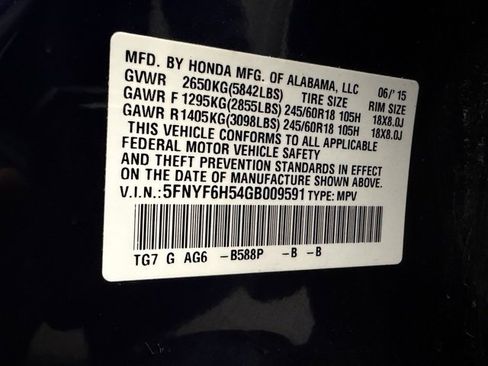 MFD. BY HONDA MFG. OF ALABAMA, LLC 06/'15
GVWR 2650KG(5842LBS) TIRE SIZE RIM SIZE
GAWR F 1295KG(2855LBS) 245/60R18 105H 18X8.0J
GAWR R 1405KG(3098LBS) 245/60R18 105H 18X8.0J
THIS VEHICLE CONFORMS TO ALL APPLICABLE
FEDERAL MOTOR VEHICLE SAFETY
AND THEFT PREVENTION STANDARDS IN EFFECT
ON THE DATE OF MANUFACTURE SHOWN ABOVE.
V.I.N.: 5FNYF6H54GB009591 TYPE: MPV
TG7 G AG6 -B588P -B -B